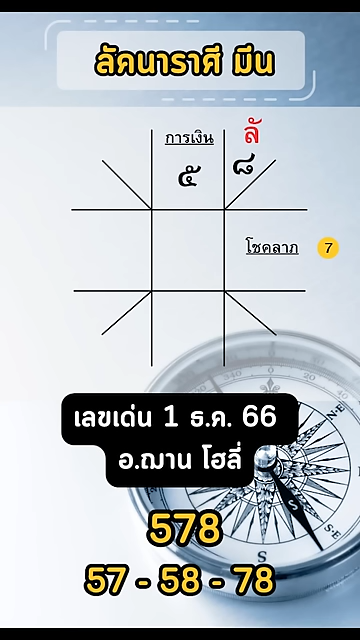 ลัคนาราศี มีน
การเงิน
ลั
๕
๘
โชคลาภ 7
เลขเด่น 1 ธ.ค. 66
อ.ฌาน โฮลี่
578
57 - 58 - 78
N
S